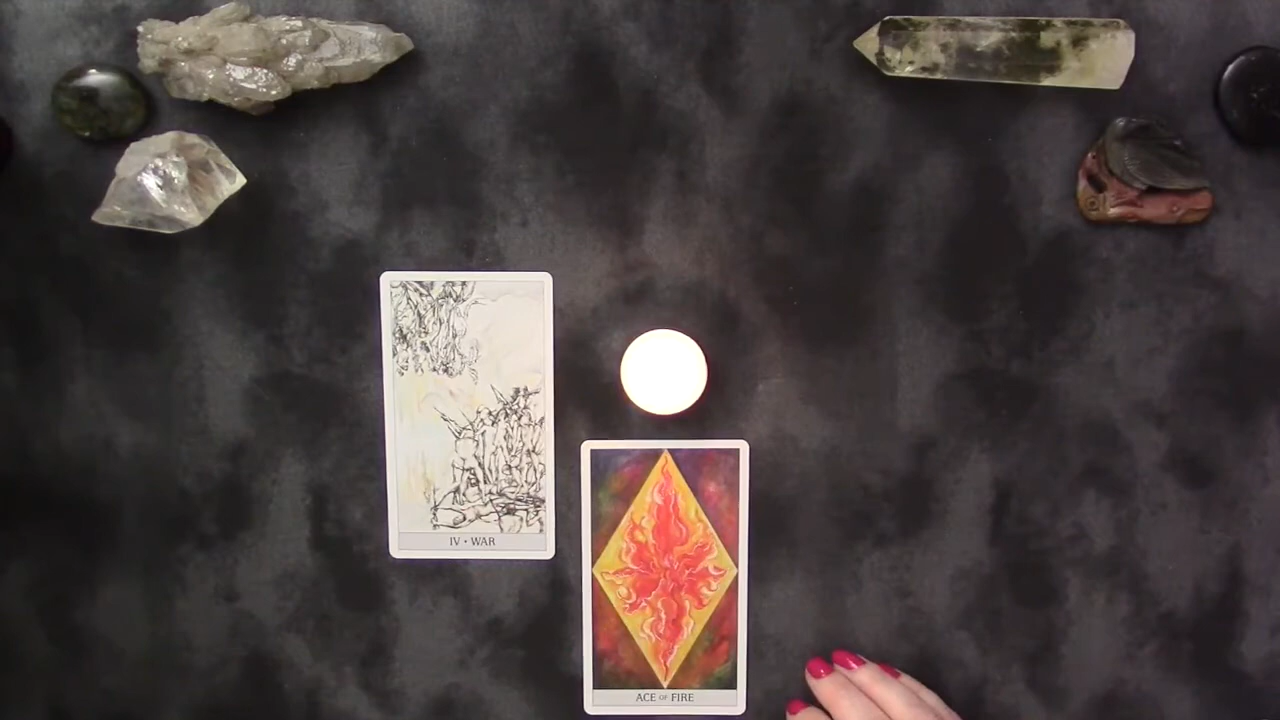 IV • WAR
ACE OF FIRE